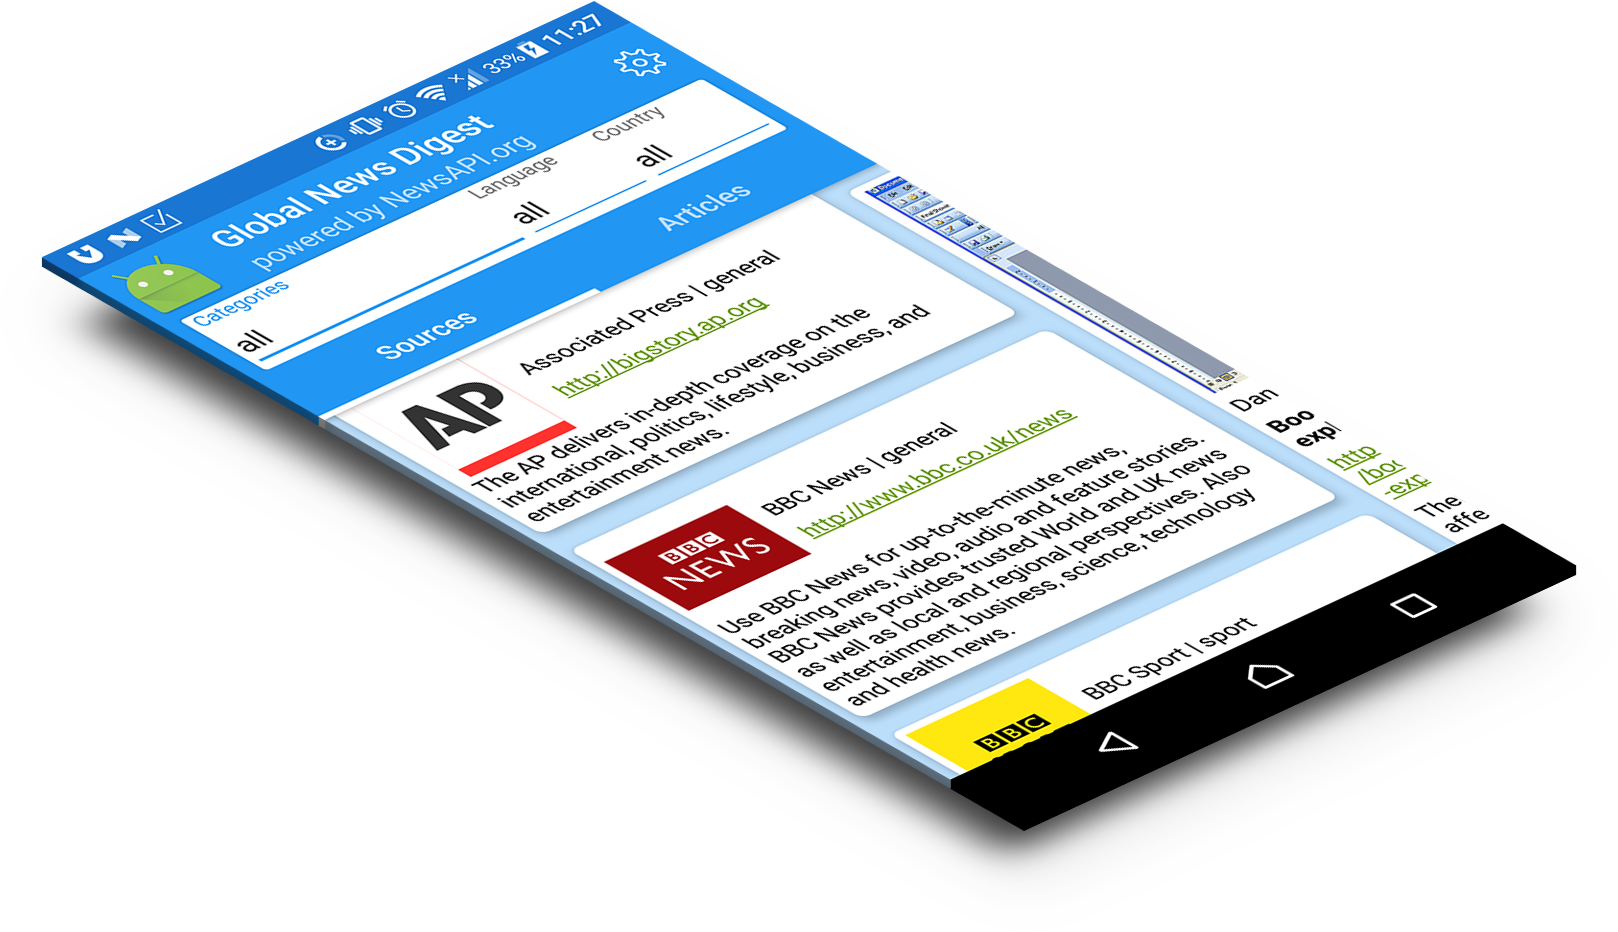 33% 11:27
Global News Digest
powered by NewsAPI.org
Categories
all
Language
all
Country
all
Sources
Articles
AP
Associated Press | general
http://bigstory.ap.org
The AP delivers in-depth coverage on the
international, politics, lifestyle, business, and
entertainment news.
BBC
NEWS
BBC News | general
http://www.bbc.co.uk/news
Use BBC News for up-to-the-minute news,
breaking news, video, audio and feature stories.
BBC News provides trusted World and UK news
as well as local and regional perspectives. Also
entertainment, business, science, technology
and health news.
BBC
BBC Sport | sport
Dan
Boo
exp
http
/bo
-exp
The
affe